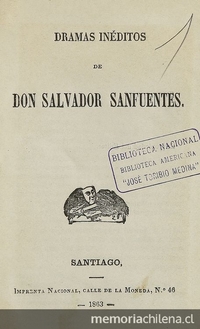 DRAMAS INÉDITOS
DE
DON SALVADOR SANFUENTES.
BIBLIOTECA NACIONAL
BIBLIOTECA AMERICANA
"JOSÉ TORIBIO MEDINA"
SANTIAGO,
IMPRENTA NACIONAL, CALLE DE LA MONEDA, N.º 46
— 1863 —
memoriachilena.cl